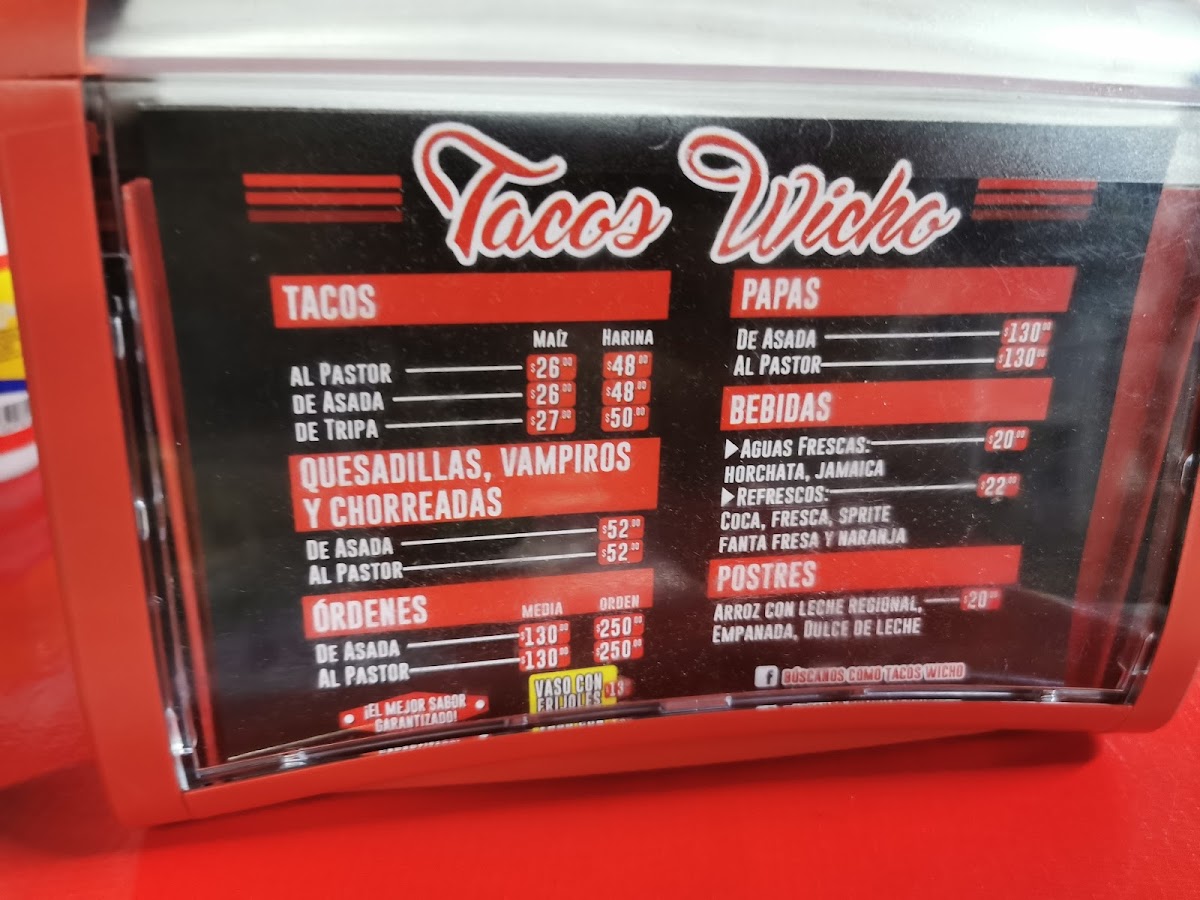 Tacos Wicho
TACOS
MAÍZ HARINA
AL PASTOR $26.00 $48.00
DE ASADA $26.00 $48.00
DE TRIPA $27.00 $50.00
QUESADILLAS, VAMPIROS
Y CHORREADAS
DE ASADA $52.00
AL PASTOR $52.00
ÓRDENES
MEDIA ORDEN
DE ASADA $130.00 $250.00
AL PASTOR $130.00 $250.00
¡EL MEJOR SABOR
GARANTIZADO!
VASO CON
FRIJOLES
PAPAS
DE ASADA $130.00
AL PASTOR $130.00
BEBIDAS
AGUAS FRESCAS: $20.00
HORCHATA, JAMAICA
REFRESCOS: $22.00
COCA, FRESCA, SPRITE
FANTA FRESA Y NARANJA
POSTRES
ARROZ CON LECHE REGIONAL, $20.00
EMPANADA, DULCE DE LECHE
f BÚSCANOS COMO TACOS WICHO